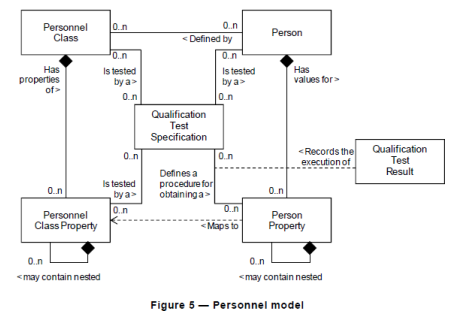 Personnel
Class
0..n
0..n
Person
< Defined by
0..n
0..n
Has
properties
of >
Is tested
by a >
Is tested
by a >
Has
values for >
0..n
0..n
Qualification
Test
Specification
Qualification
Test
Result
< Records the
execution of
0..n
0..n
0..n
Is tested
by a >
Defines a
procedure for
obtaining a >
0..n
0..n
0..n
Personnel
Class Property
< Maps to
Person
Property
0..n
0..n
< may contain nested
< may contain nested
Figure 5 — Personnel model